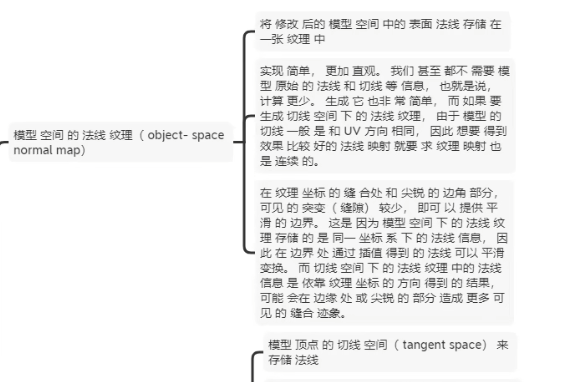 将 修改 后的 模型 空间 中的 表面 法线 存储 在
一张 纹理 中
实现 简单， 更加 直观。 我们 甚至 都不 需要 模
型 原始 的 法线 和 切线 等 信息， 也就是说，
计算 更少。 生成 它 也非 常 简单， 而 如果 要
生成 切线 空间 下 的 法线 纹理， 由于 模型 的
切线 一般 是 和 UV 方向 相同， 因此 想要 得到
效果 比较 好的 法线 映射 就要 求 纹理 映射 也
是 连续 的。
模型 空间 的 法线 纹理（ object- space
normal map）
在 纹理 坐标 的 缝 合处 和 尖锐 的 边角 部分，
可见 的 突变（ 缝隙） 较少， 即可 以 提供 平
滑 的 边界。 这是 因为 模型 空间 下 的 法线 纹
理 存储 的 是 同一 坐标 系 下 的 法线 信息， 因
此 在 边界 处 通过 插值 得到 的 法线 可以 平滑
变换。 而 切线 空间 下 的 法线 纹理 中的 法线
信息 是 依靠 纹理 坐标 的 方向 得到 的 结果，
可能 会在 边缘 处 或 尖锐 的 部分 造成 更多 可
见 的 缝合 迹象。
模型 顶点 的 切线 空间（ tangent space） 来
存储 法线